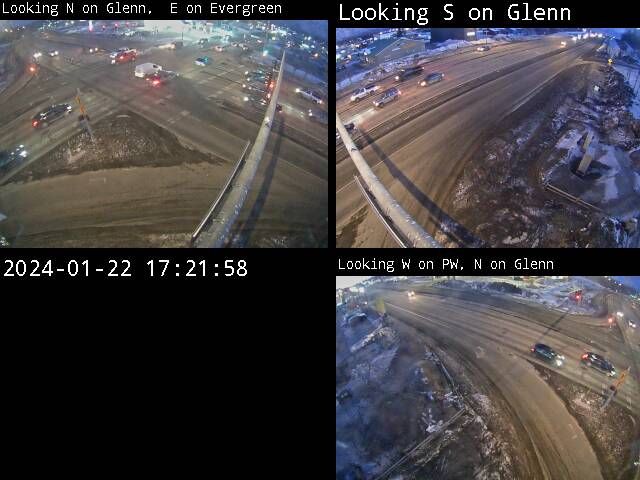 Looking N on Glenn,  E on Evergreen
Looking S on Glenn
2024-01-22 17:21:58
Looking W on PW, N on Glenn